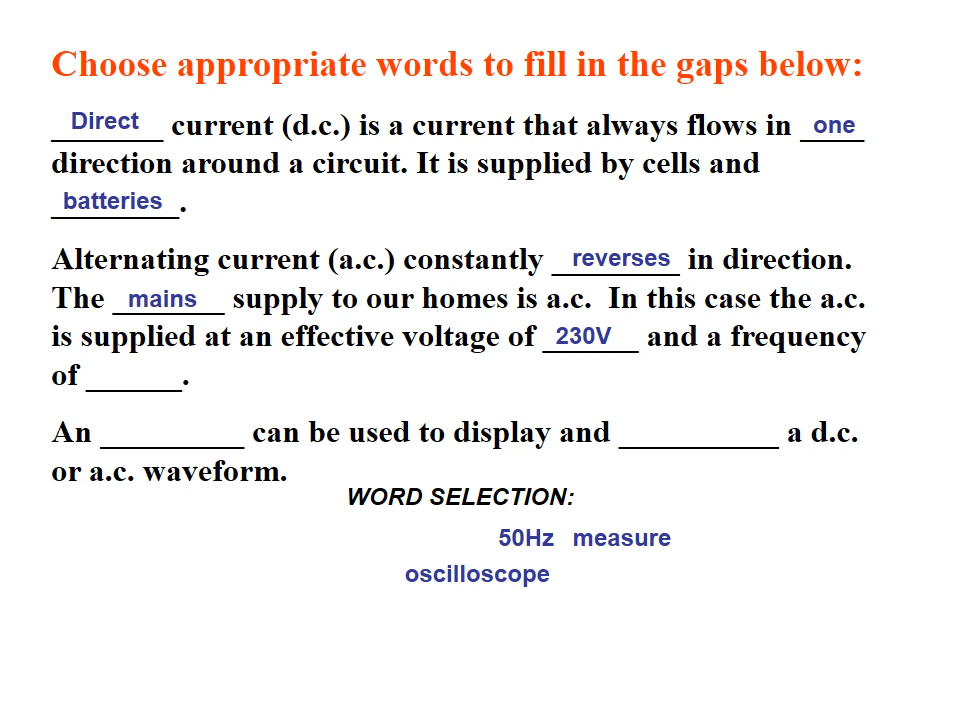 Choose appropriate words to fill in the gaps below:
Direct current (d.c.) is a current that always flows in one
direction around a circuit. It is supplied by cells and
batteries.
Alternating current (a.c.) constantly reverses in direction.
The mains supply to our homes is a.c. In this case the a.c.
is supplied at an effective voltage of 230V and a frequency
of ______.
An _________ can be used to display and __________ a d.c.
or a.c. waveform.
WORD SELECTION:
50Hz measure
oscilloscope